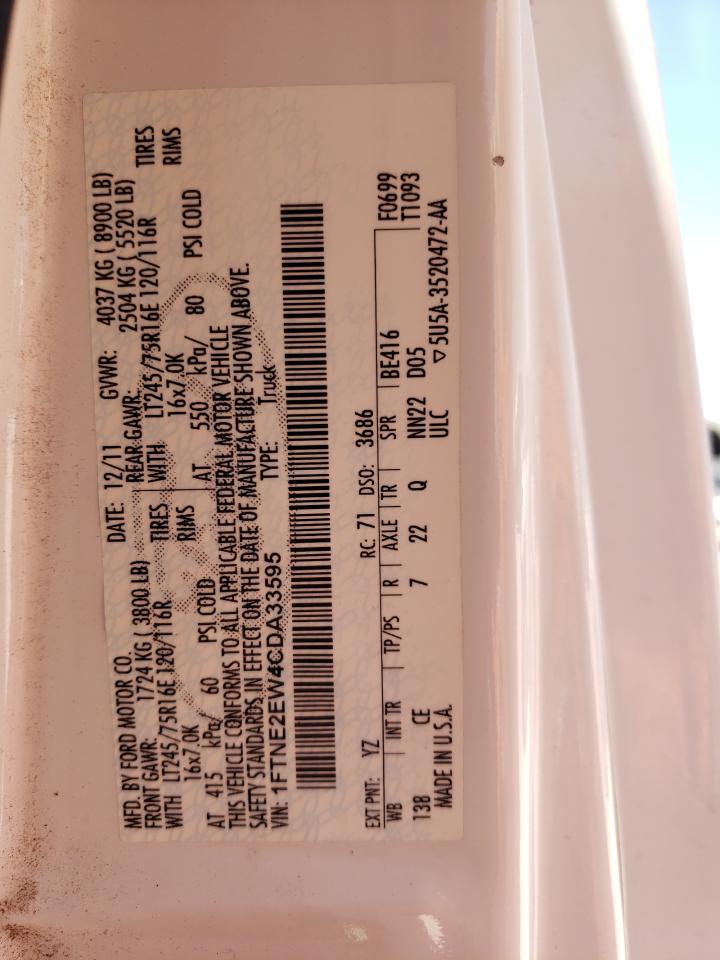 MFD. BY FORD MOTOR CO.
DATE: 12/11 GVWR: 4037 KG ( 8900 LB)
FRONT GAWR: 1724 KG ( 3800 LB) REAR GAWR: 2504 KG ( 5520 LB)
WITH LT245/75R16E 120/116R TIRES WITH LT245/75R16E 120/116R TIRES
16x7.0K RIMS 16x7.0K RIMS
AT 415 kPa/ 60 PSI COLD AT 550 kPa/ 80 PSI COLD
THIS VEHICLE CONFORMS TO ALL APPLICABLE FEDERAL MOTOR VEHICLE
SAFETY STANDARDS IN EFFECT ON THE DATE OF MANUFACTURE SHOWN ABOVE.
VIN: 1FTNE2EW4CDA33595 TYPE: Truck
EXT PNT: YZ RC: 71 DSO: 3686 F0699
WB INT TR TP/PS R AXLE TR SPR BE416 TT093
138 CE 7 22 Q NN22 D05
MADE IN U.S.A. ULC ▽5U5A-3520472-AA